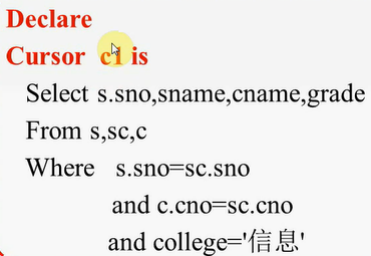 Declare
Cursor c1 is
Select s.sno,sname,cname,grade
From s,sc,c
Where s.sno=sc.sno
and c.cno=sc.cno
and college='信息'